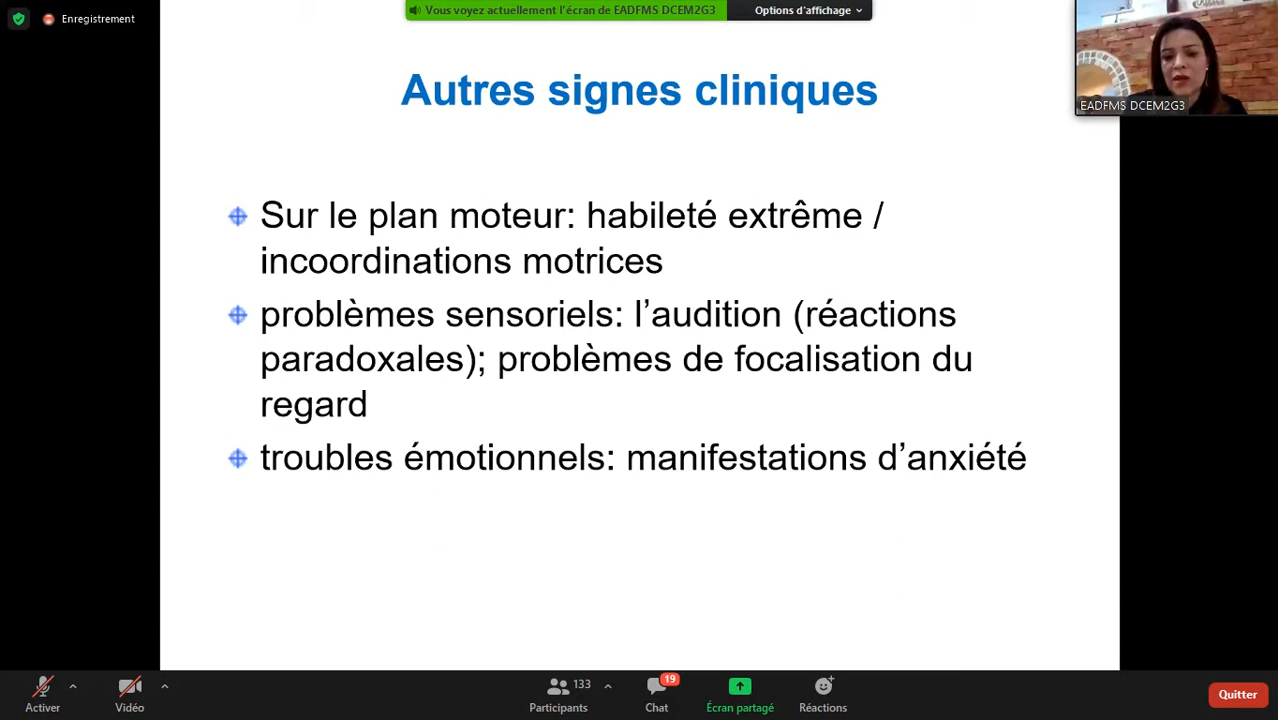 Enregistrement
Vous voyez actuellement l'écran de EADFMS DCEM2G3
Options d'affichage
EADFMS DCEM2G3
Autres signes cliniques
Sur le plan moteur: habileté extrême /
incoordinations motrices
problèmes sensoriels: l’audition (réactions
paradoxales); problèmes de focalisation du
regard
troubles émotionnels: manifestations d’anxiété
Activer
Vidéo
133
Participants
19
Chat
Écran partagé
Réactions
Quitter